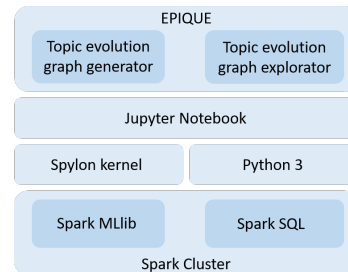 EPIQUE
Topic evolution
graph generator
Topic evolution
graph explorator
Jupyter Notebook
Spylon kernel
Python 3
Spark MLlib
Spark SQL
Spark Cluster